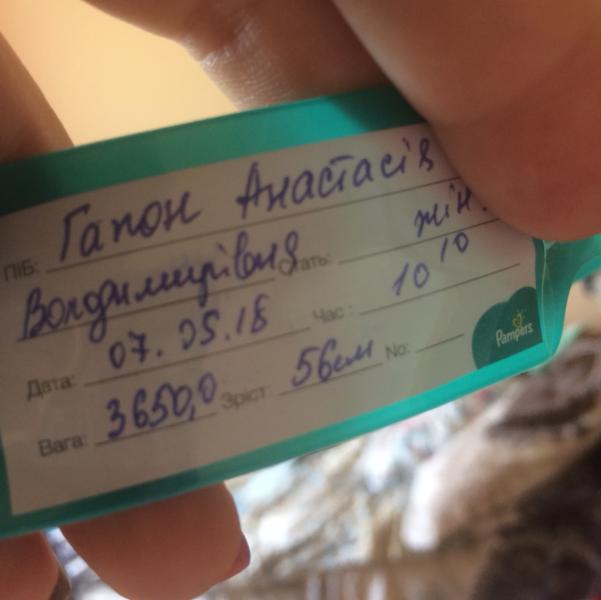 ПІБ: Гапон Анастасія
Володимирівна Стать: жін.
Дата: 07.05.18 Час: 10 10
Вага: 3650,0 Зріст: 56см No:
Pampers